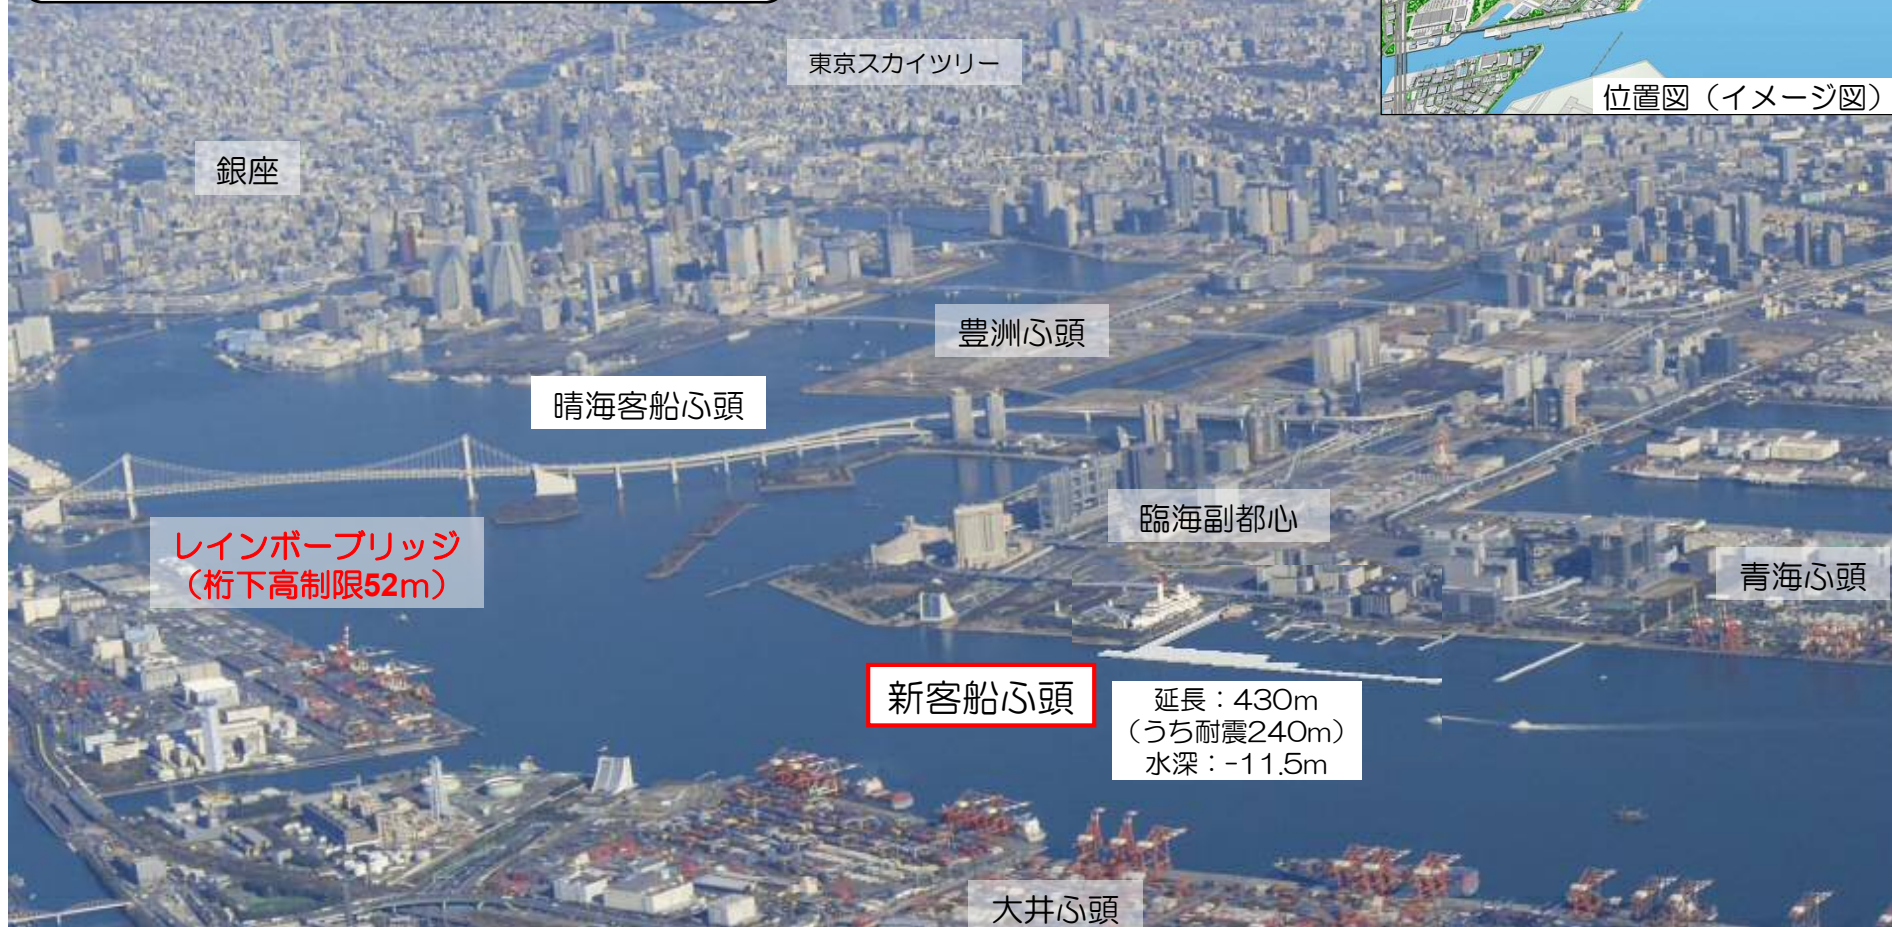 東京スカイツリー
位置図（イメージ図）
銀座
豊洲ふ頭
晴海客船ふ頭
臨海副都心
レインボーブリッジ
（桁下高制限52m）
青海ふ頭
新客船ふ頭
延長：430m
（うち耐震240m）
水深：-11.5m
大井ふ頭